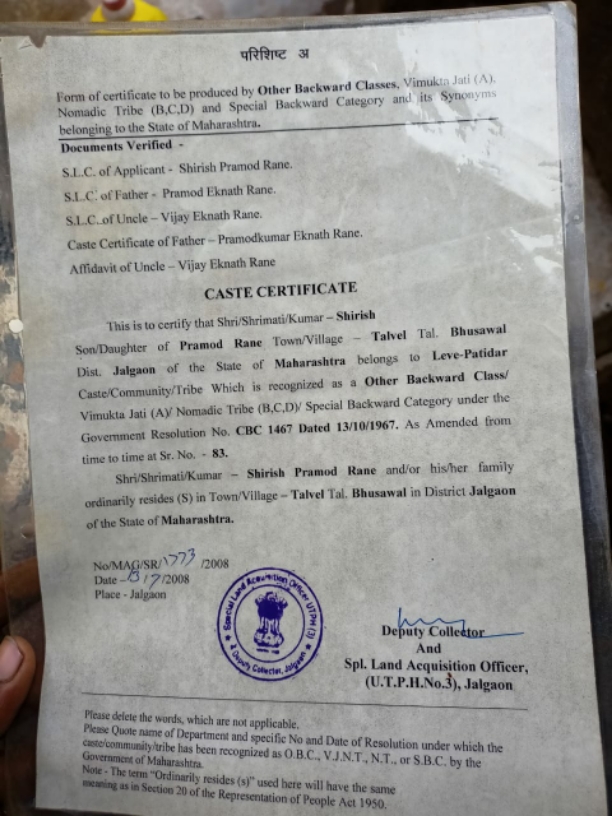 परिशिष्ट अ
Form of certificate to be produced by Other Backward Classes, Vimukta Jati (A).
Nomadic Tribe (B,C,D) and Special Backward Category and its Synonyms
belonging to the State of Maharashtra.
Documents Verified -
S.L.C. of Applicant - Shirish Pramod Rane.
S.L.C. of Father - Pramod Eknath Rane.
S.L.C. of Uncle – Vijay Eknath Rane.
Caste Certificate of Father – Pramodkumar Eknath Rane.
Affidavit of Uncle – Vijay Eknath Rane
CASTE CERTIFICATE
This is to certify that Shri/Shrimati/Kumar – Shirish
Son/Daughter of Pramod Rane Town/Village – Talvel Tal. Bhusawal
Dist. Jalgaon of the State of Maharashtra belongs to Leve-Patidar
Caste/Community/Tribe Which is recognized as a Other Backward Class/
Vimukta Jati (A)/ Nomadic Tribe (B,C,D)/ Special Backward Category under the
Government Resolution No. CBC 1467 Dated 13/10/1967. As Amended from
time to time at Sr. No. - 83.
Shri/Shrimati/Kumar – Shirish Pramod Rane and/or his/her family
ordinarily resides (S) in Town/Village – Talvel Tal. Bhusawal in District Jalgaon
of the State of Maharashtra.
No/MAG/SR/1773/2008
Date –13/7/2008
Place - Jalgaon
Special Land Acquisition Officer UTPH (3)
& Deputy Collector, Jalgaon
Deputy Collector
And
Spl. Land Acquisition Officer,
(U.T.P.H.No.3), Jalgaon
Please delete the words, which are not applicable.
Please Quote name of Department and specific No and Date of Resolution under which the
caste/community/tribe has been recognized as O.B.C., V.J.N.T., N.T., or S.B.C. by the
Government of Maharashtra.
Note - The term "Ordinarily resides (s)" used here will have the same
meaning as in Section 20 of the Representation of People Act 1950.